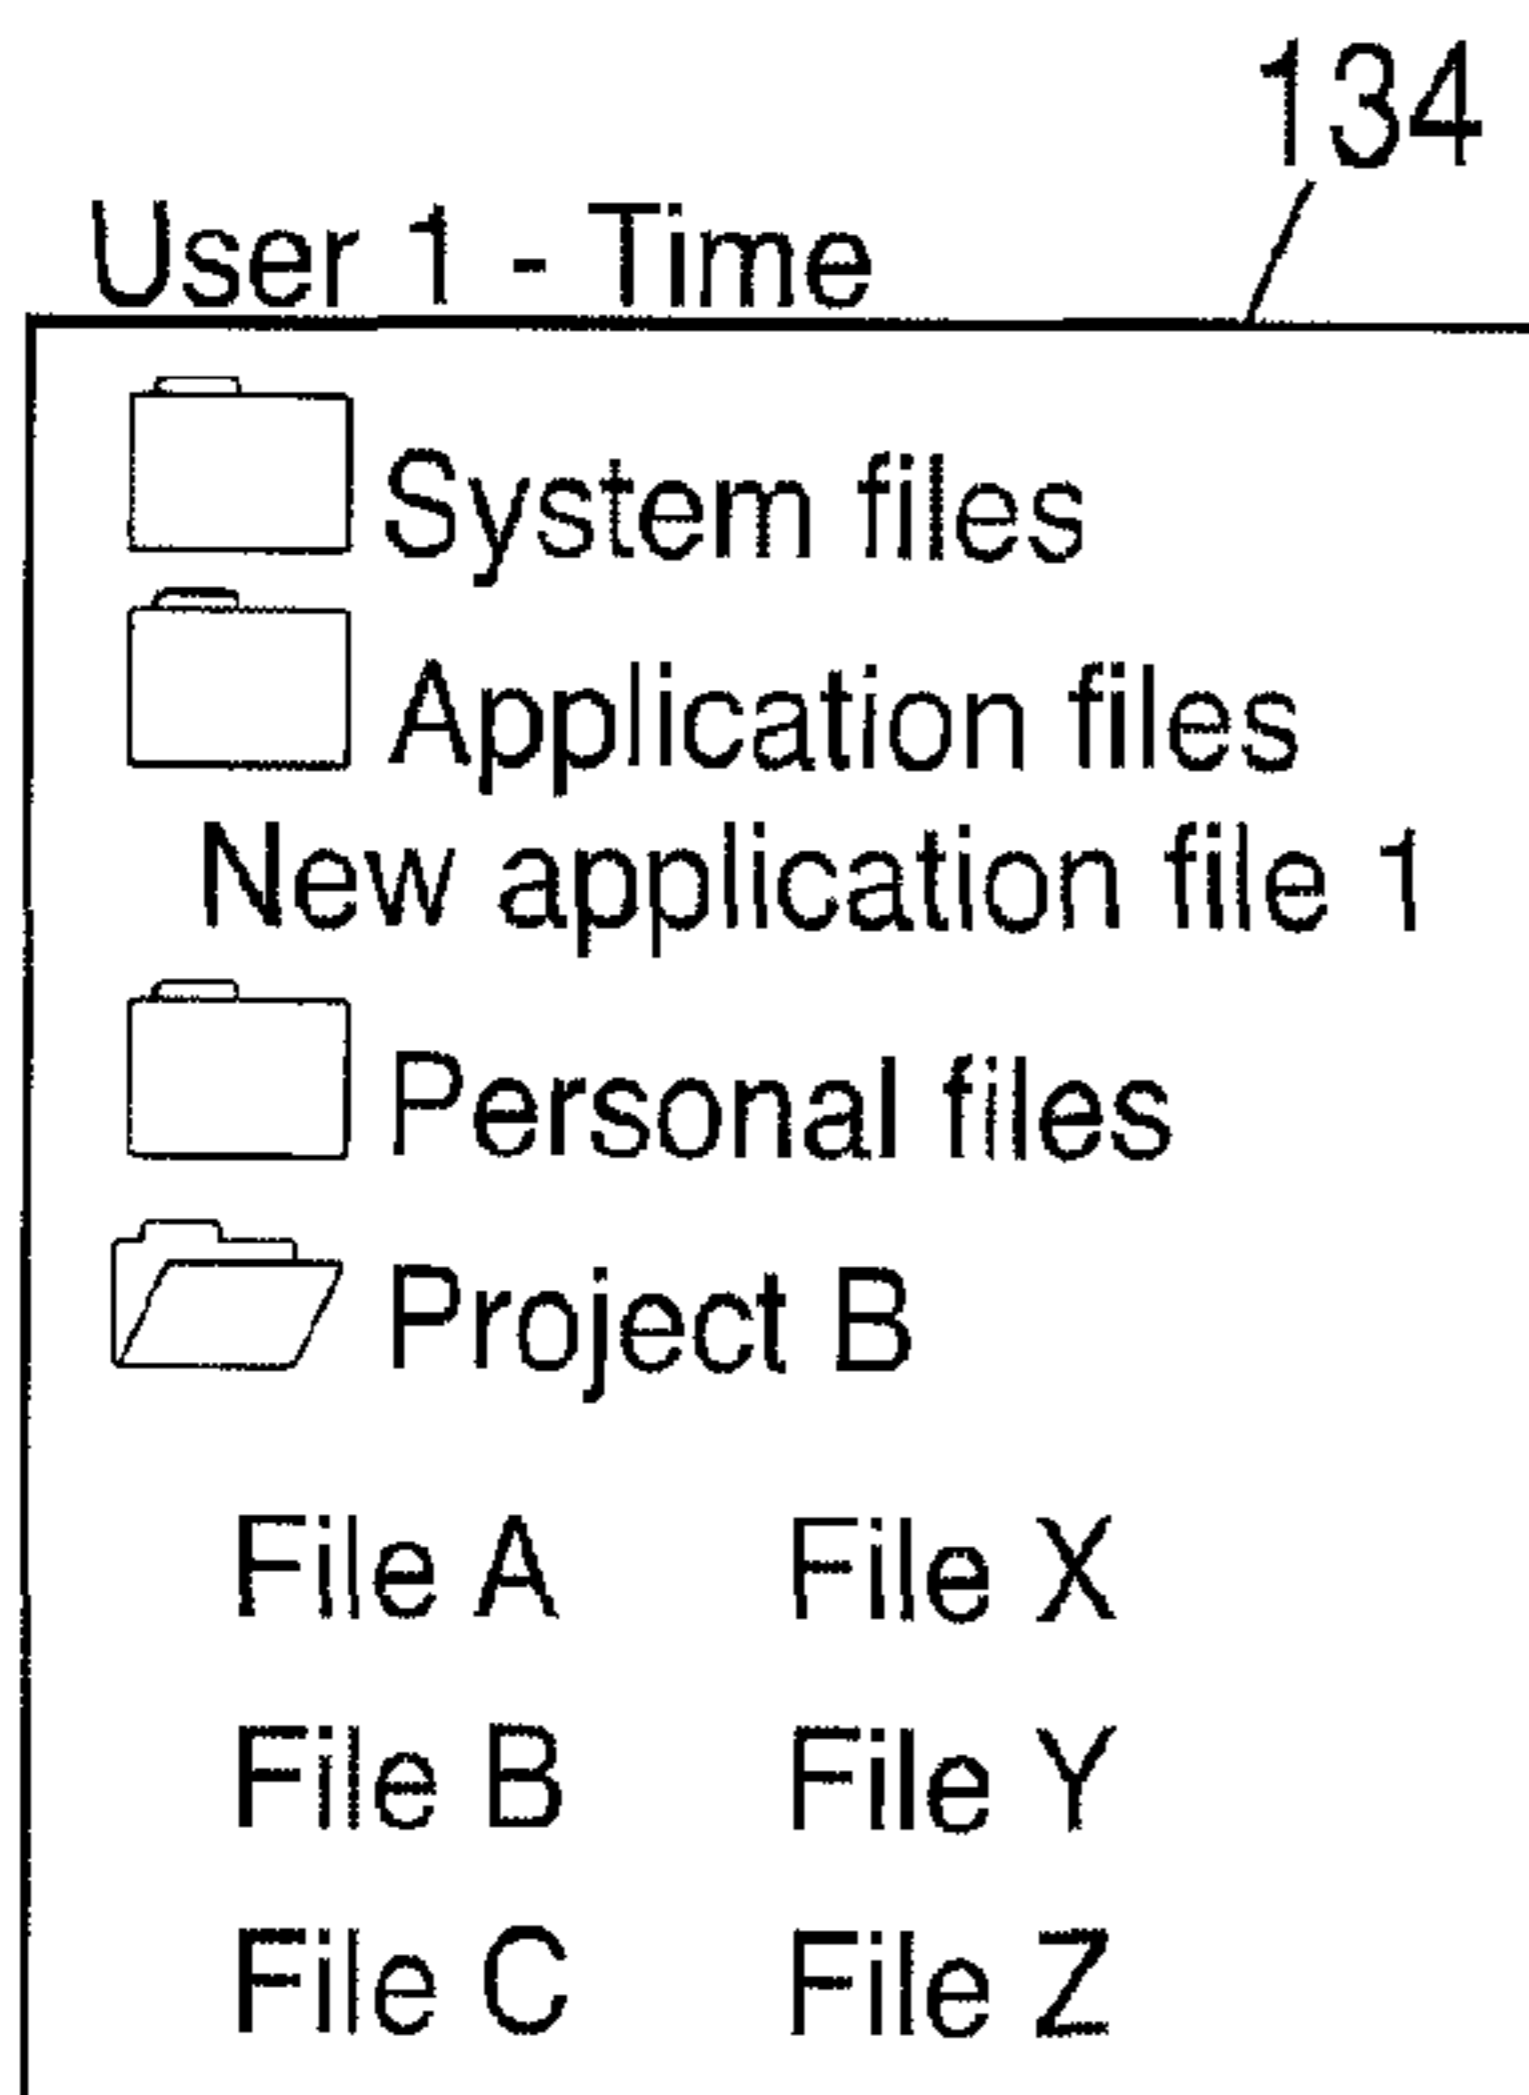 134
User 1 - Time
System files
Application files
New application file 1
Personal files
Project B
File A File X
File B File Y
File C File Z